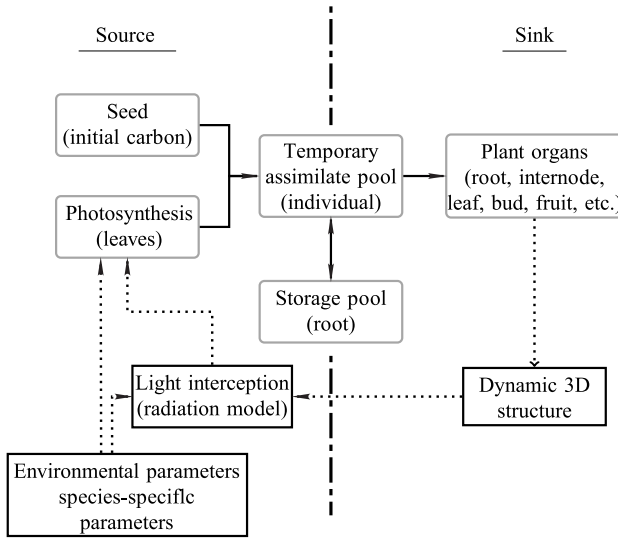 Source
Sink
Seed
(initial carbon)
Temporary
assimilate pool
(individual)
Plant organs
(root, internode,
leaf, bud, fruit, etc.)
Photosynthesis
(leaves)
Storage pool
(root)
Light interception
(radiation model)
Dynamic 3D
structure
Environmental parameters
species-specific
parameters